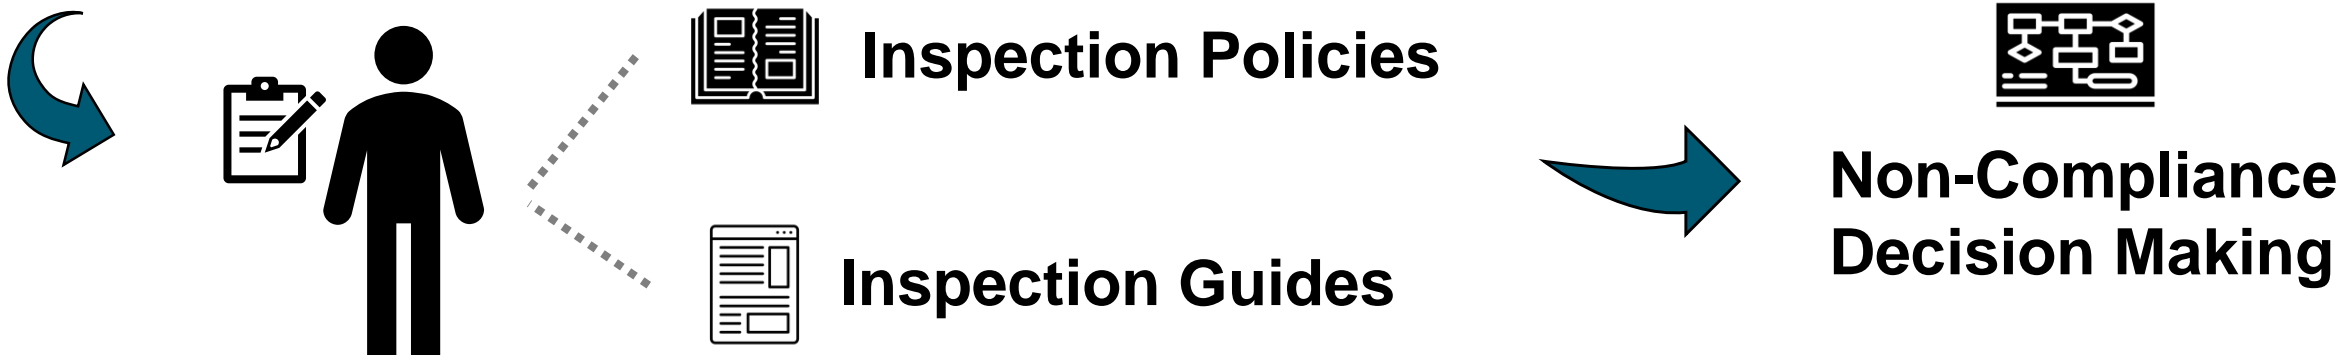 Inspection Policies
Inspection Guides
Non-Compliance
Decision Making